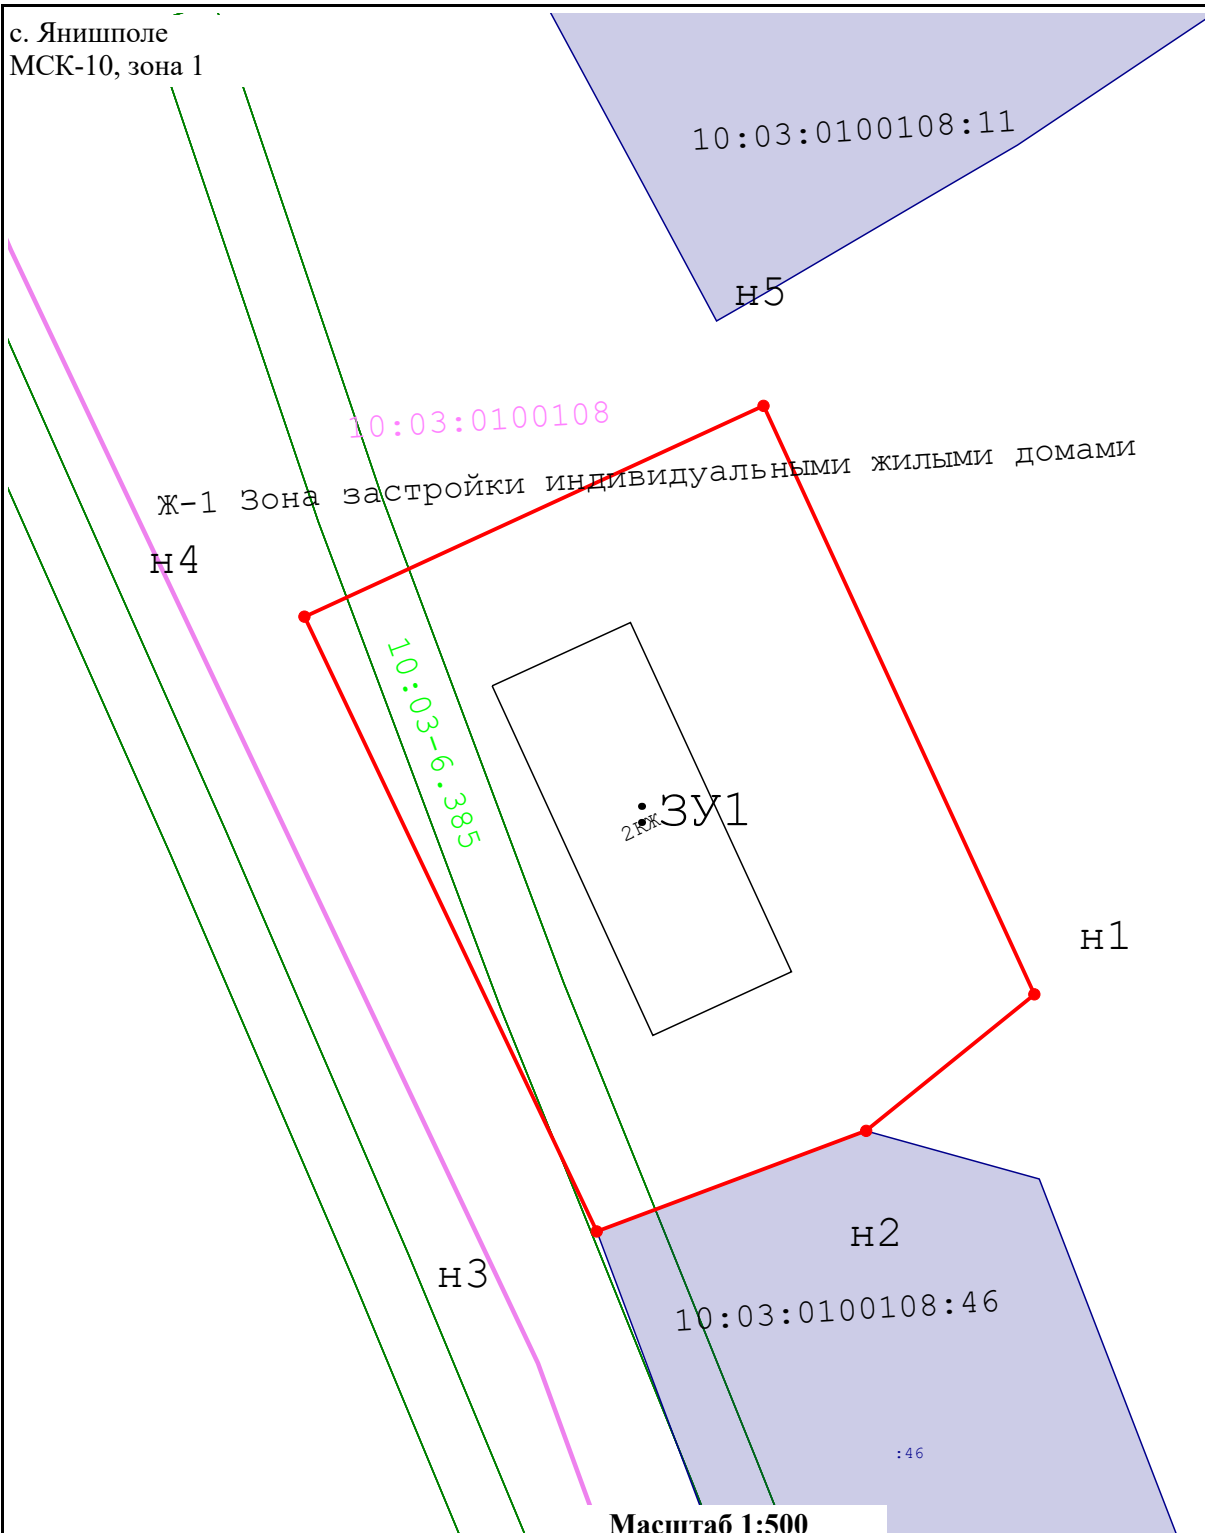 с. Янишполе
МСК-10, зона 1
10:03:0100108:11
н5
10:03:0100108
Ж-1 Зона застройки индивидуальными жилыми домами
н4
10:03-6.385
:ЗУ1
2кж
н1
н2
н3
10:03:0100108:46
:46
Масштаб 1:500